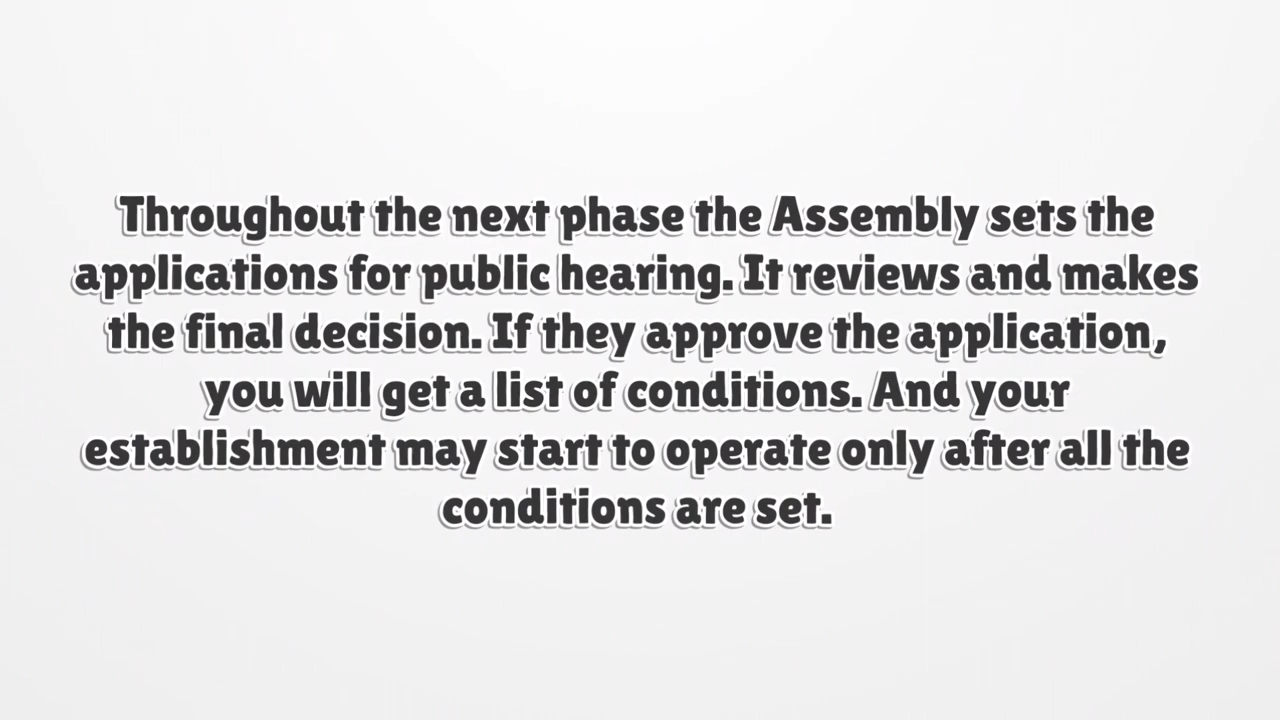 Throughout the next phase the Assembly sets the
applications for public hearing. It reviews and makes
the final decision. If they approve the application,
you will get a list of conditions. And your
establishment may start to operate only after all the
conditions are set.